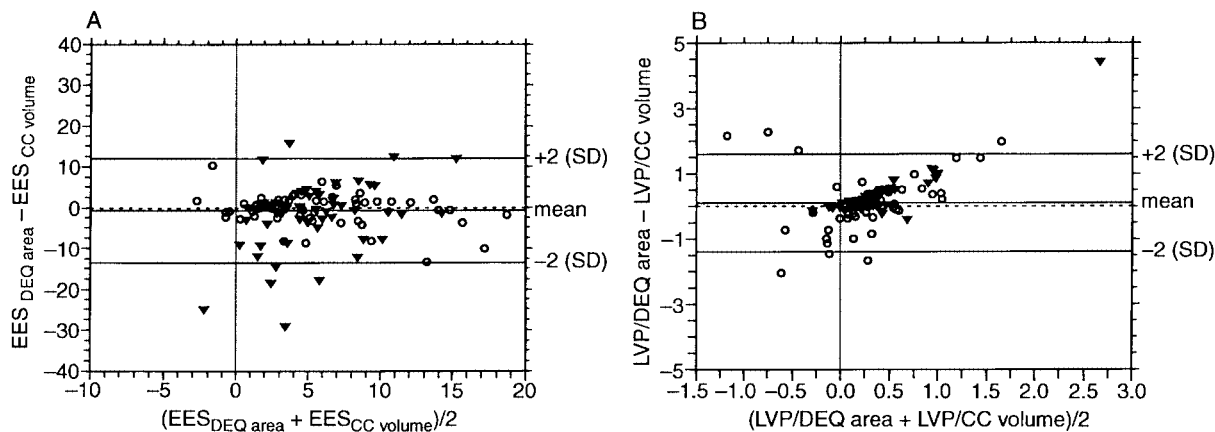 A
40
30
20
10
0
−10
−20
−30
−40
EES DEQ area − EES CC volume
+2 (SD)
mean
−2 (SD)
−10
−5
0
5
10
15
20
(EES DEQ area + EES CC volume)/2
B
5
3
1
−1
−3
−5
LVP/DEQ area − LVP/CC volume
+2 (SD)
mean
−2 (SD)
−1.5
−1.0
−0.5
0.0
0.5
1.0
1.5
2.0
2.5
3.0
(LVP/DEQ area + LVP/CC volume)/2